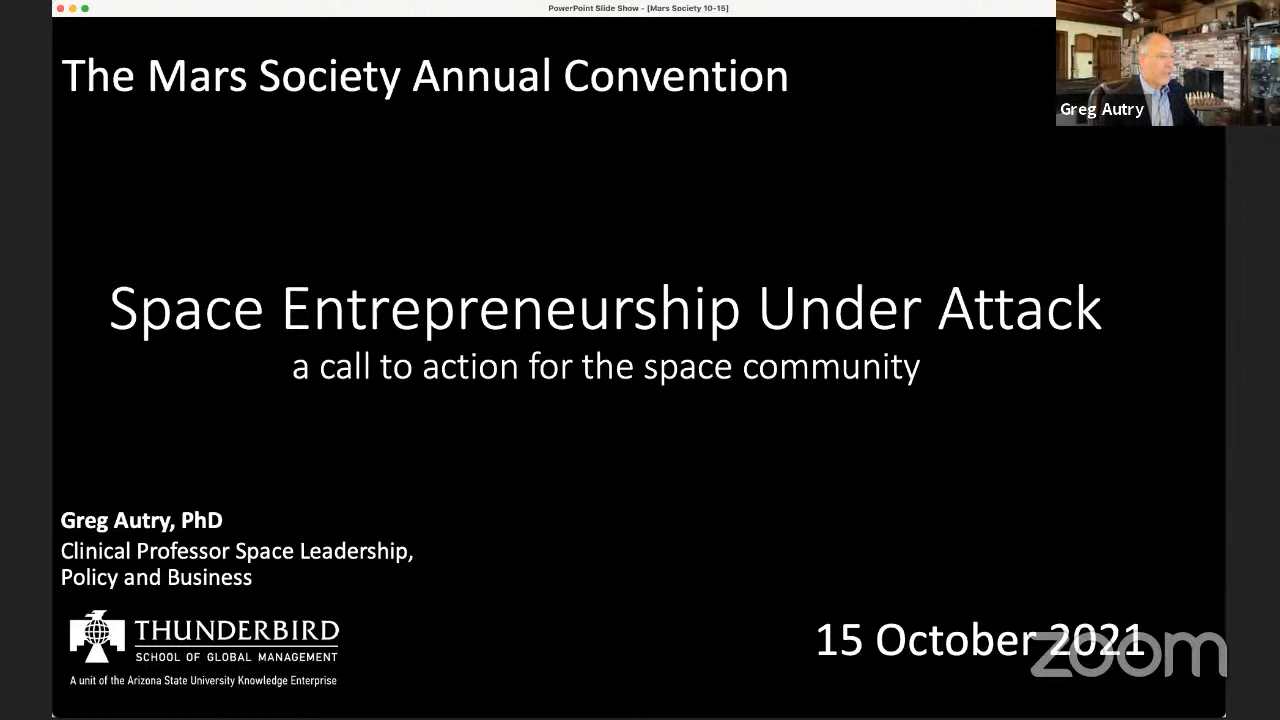 PowerPoint Slide Show - [Mars Society 10-15]
The Mars Society Annual Convention
Greg Autry
Space Entrepreneurship Under Attack
a call to action for the space community
Greg Autry, PhD
Clinical Professor Space Leadership,
Policy and Business
THUNDERBIRD
SCHOOL OF GLOBAL MANAGEMENT
A unit of the Arizona State University Knowledge Enterprise
15 October 2021
zoom